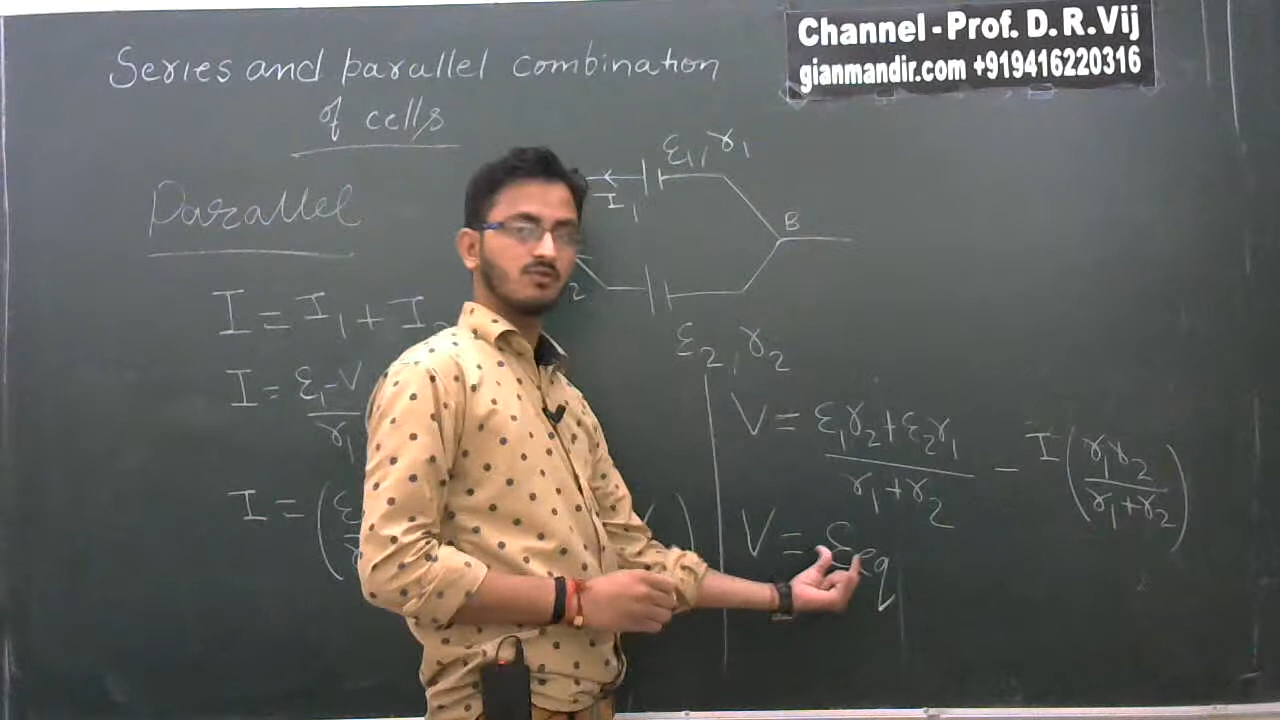 Channel - Prof. D. R. Vij
gianmandir.com +919416220316
Series and parallel combination
of cells
Parallel
ε₁, r₁
I₁
B
2
ε₂, r₂
I = I₁ + I₂
I = ε₁-V / r₁
I = (ε
V = ε₁r₂+ε₂r₁ / r₁+r₂ - I (r₁r₂ / r₁+r₂)
V = εeq